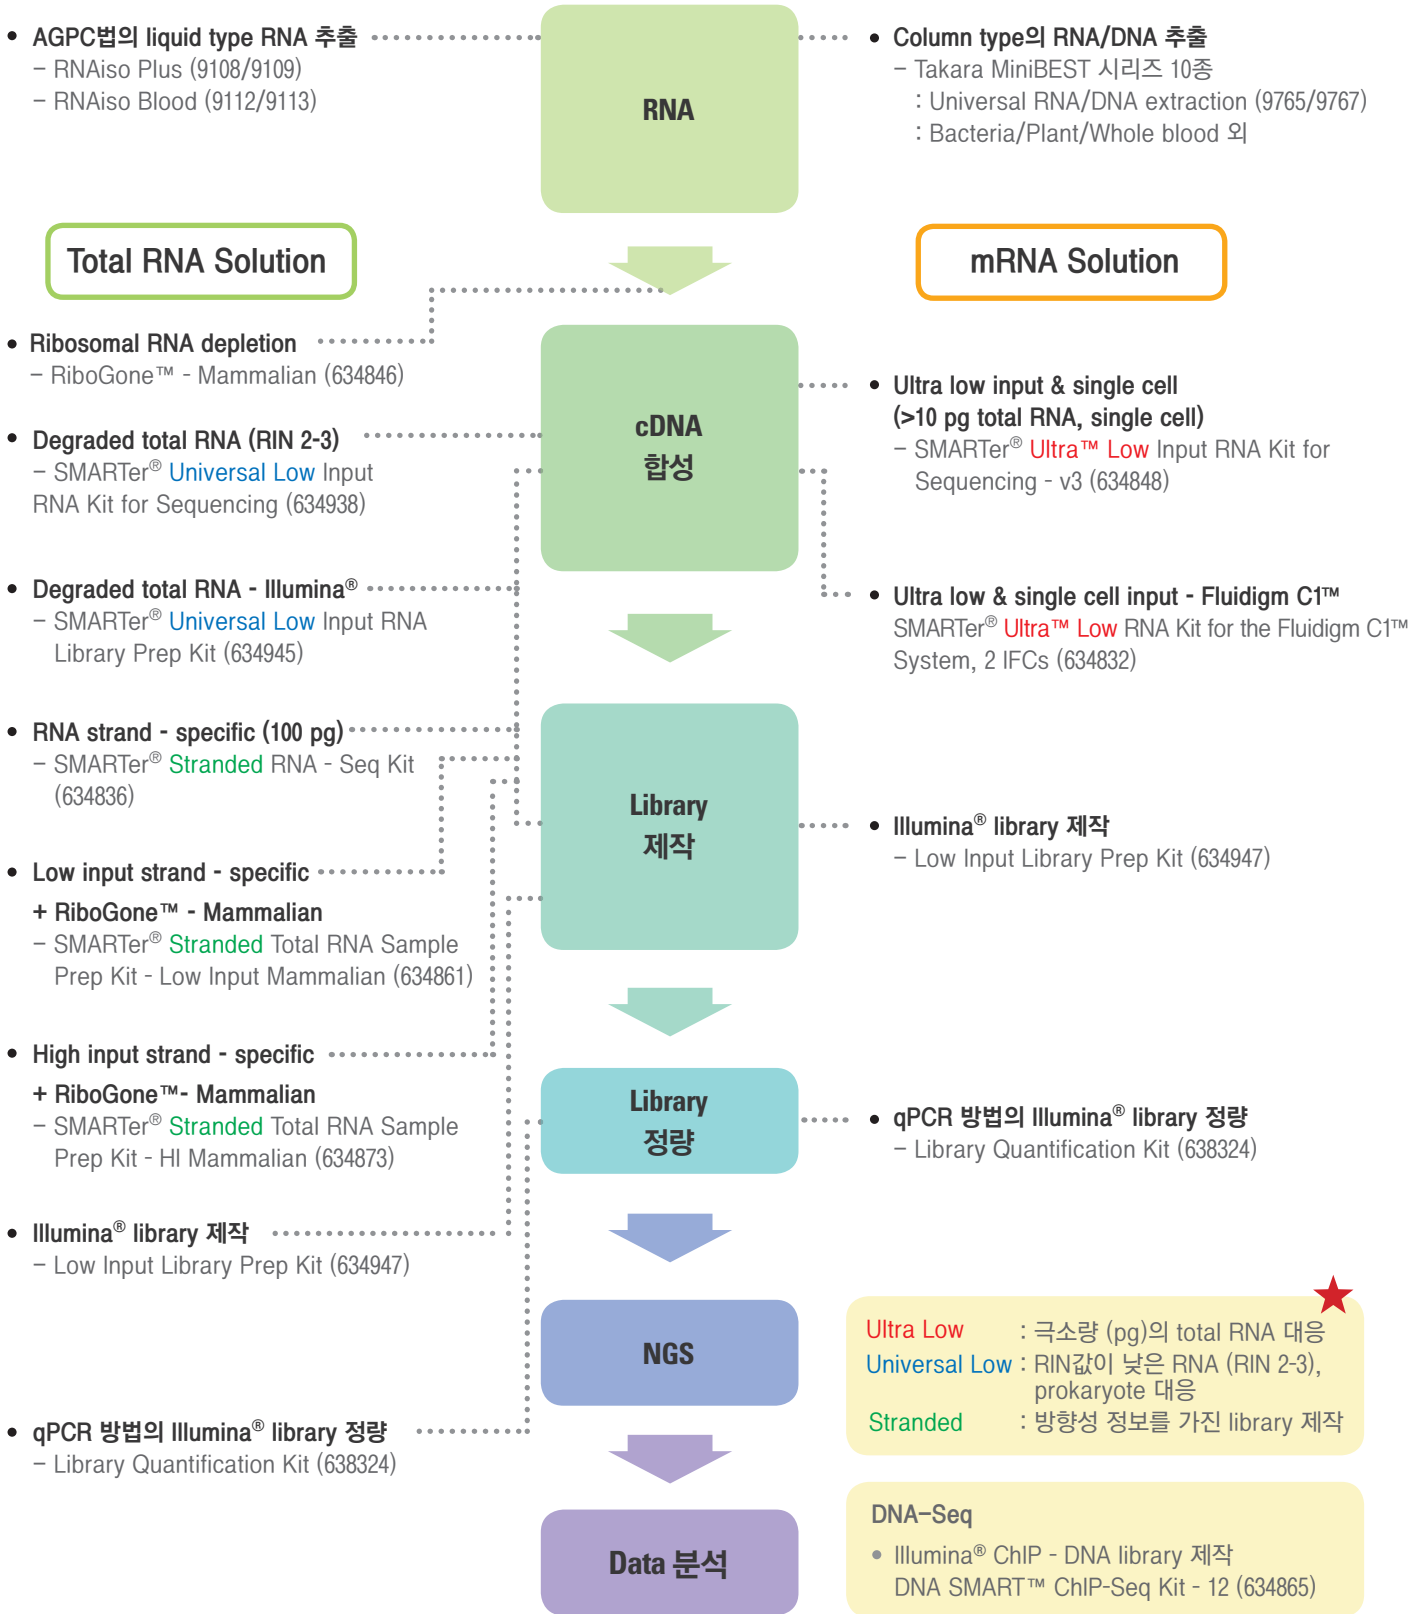 • AGPC법의 liquid type RNA 추출
– RNAiso Plus (9108/9109)
– RNAiso Blood (9112/9113)
RNA
• Column type의 RNA/DNA 추출
– Takara MiniBEST 시리즈 10종
: Universal RNA/DNA extraction (9765/9767)
: Bacteria/Plant/Whole blood 외
Total RNA Solution
mRNA Solution
• Ribosomal RNA depletion
– RiboGone™ - Mammalian (634846)
• Degraded total RNA (RIN 2-3)
– SMARTer® Universal Low Input
RNA Kit for Sequencing (634938)
• Degraded total RNA - Illumina®
– SMARTer® Universal Low Input RNA
Library Prep Kit (634945)
• RNA strand - specific (100 pg)
– SMARTer® Stranded RNA - Seq Kit
(634836)
• Low input strand - specific
+ RiboGone™ - Mammalian
– SMARTer® Stranded Total RNA Sample
Prep Kit - Low Input Mammalian (634861)
• High input strand - specific
+ RiboGone™- Mammalian
– SMARTer® Stranded Total RNA Sample
Prep Kit - HI Mammalian (634873)
• Illumina® library 제작
– Low Input Library Prep Kit (634947)
• qPCR 방법의 Illumina® library 정량
– Library Quantification Kit (638324)
cDNA
합성
Library
제작
Library
정량
NGS
Data 분석
• Ultra low input & single cell
(>10 pg total RNA, single cell)
– SMARTer® Ultra™ Low Input RNA Kit for
Sequencing - v3 (634848)
• Ultra low & single cell input - Fluidigm C1™
SMARTer® Ultra™ Low RNA Kit for the Fluidigm C1™
System, 2 IFCs (634832)
• Illumina® library 제작
– Low Input Library Prep Kit (634947)
• qPCR 방법의 Illumina® library 정량
– Library Quantification Kit (638324)
Ultra Low : 극소량 (pg)의 total RNA 대응
Universal Low : RIN값이 낮은 RNA (RIN 2-3),
prokaryote 대응
Stranded : 방향성 정보를 가진 library 제작
DNA-Seq
• Illumina® ChIP - DNA library 제작
DNA SMART™ ChIP-Seq Kit - 12 (634865)